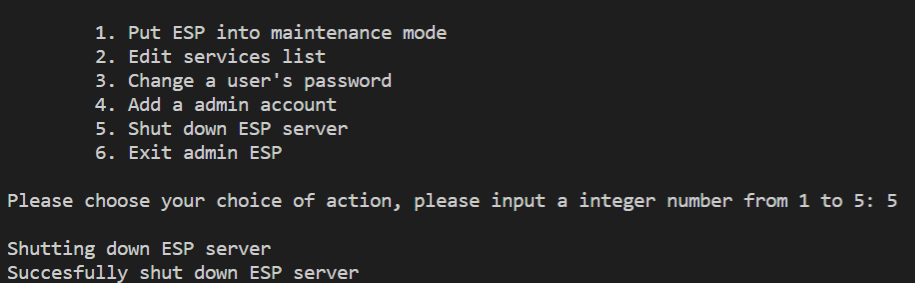 1. Put ESP into maintenance mode
2. Edit services list
3. Change a user's password
4. Add a admin account
5. Shut down ESP server
6. Exit admin ESP
Please choose your choice of action, please input a integer number from 1 to 5: 5
Shutting down ESP server
Succesfully shut down ESP server